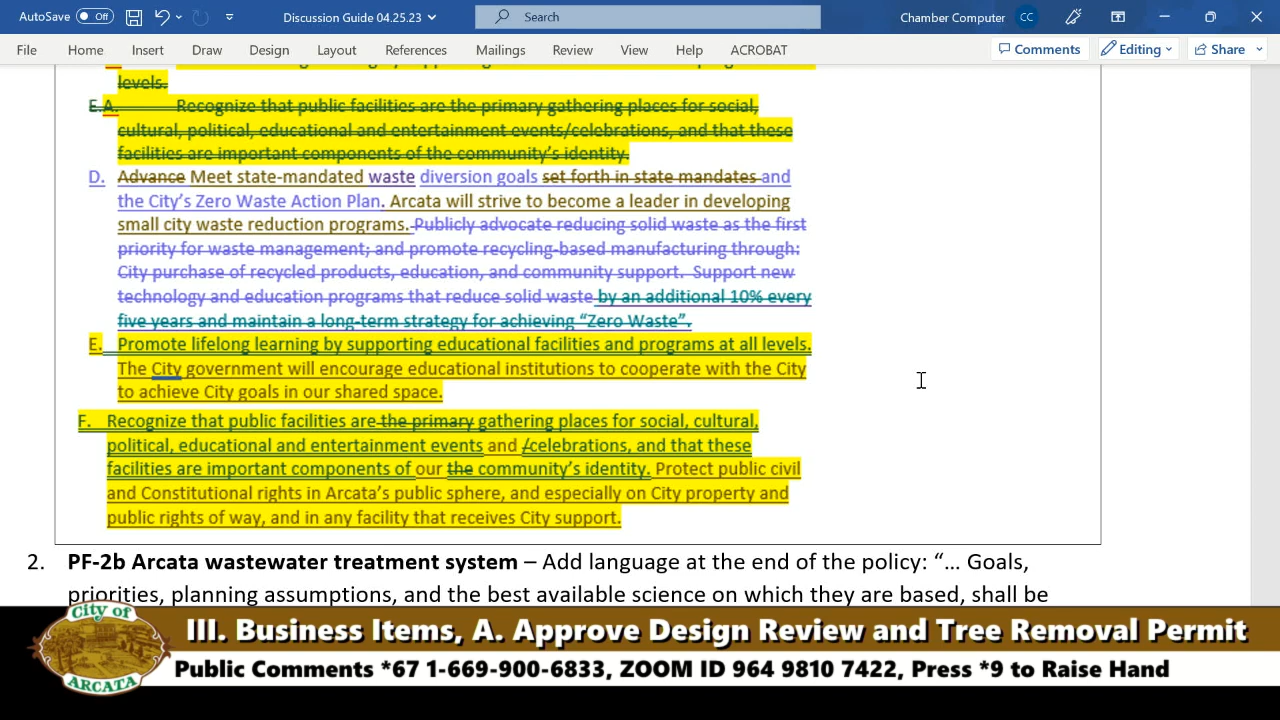 AutoSave Off Discussion Guide 04.25.23 Search Chamber Computer CC
File Home Insert Draw Design Layout References Mailings Review View Help ACROBAT Comments Editing Share
levels.
E.A. Recognize that public facilities are the primary gathering places for social,
cultural, political, educational and entertainment events/celebrations, and that these
facilities are important components of the community's identity.
D. Advance Meet state-mandated waste diversion goals set forth in state mandates and
the City's Zero Waste Action Plan. Arcata will strive to become a leader in developing
small city waste reduction programs. Publicly advocate reducing solid waste as the first
priority for waste management; and promote recycling-based manufacturing through:
City purchase of recycled products, education, and community support. Support new
technology and education programs that reduce solid waste by an additional 10% every
five years and maintain a long-term strategy for achieving "Zero Waste".
E. Promote lifelong learning by supporting educational facilities and programs at all levels.
The City government will encourage educational institutions to cooperate with the City
to achieve City goals in our shared space.
F. Recognize that public facilities are the primary gathering places for social, cultural,
political, educational and entertainment events and /celebrations, and that these
facilities are important components of our the community's identity. Protect public civil
and Constitutional rights in Arcata's public sphere, and especially on City property and
public rights of way, and in any facility that receives City support.
2. PF-2b Arcata wastewater treatment system – Add language at the end of the policy: "... Goals,
priorities, planning assumptions, and the best available science on which they are based, shall be
City of
ARCATA
III. Business Items, A. Approve Design Review and Tree Removal Permit
Public Comments *67 1-669-900-6833, ZOOM ID 964 9810 7422, Press *9 to Raise Hand